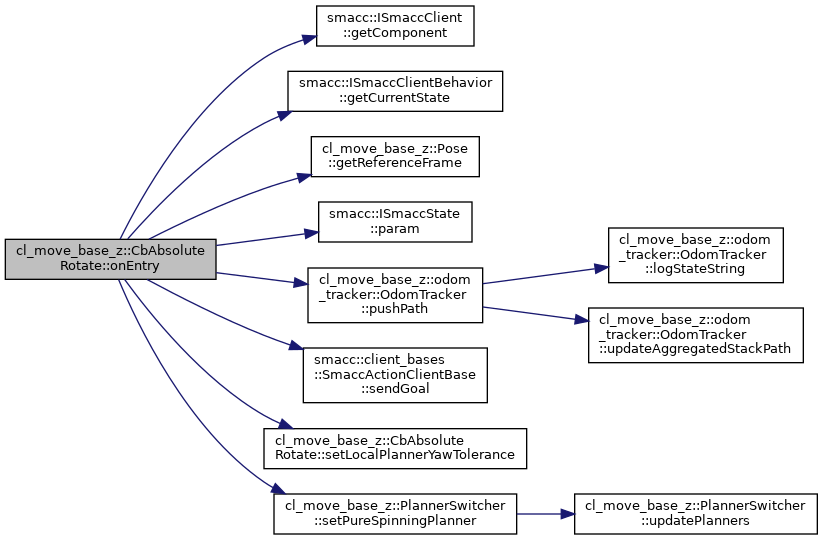 smacc::ISmaccClient
::getComponent
smacc::ISmaccClientBehavior
::getCurrentState
cl_move_base_z::Pose
::getReferenceFrame
smacc::ISmaccState
::param
cl_move_base_z::CbAbsolute
Rotate::onEntry
cl_move_base_z::odom
_tracker::OdomTracker
::pushPath
cl_move_base_z::odom
_tracker::OdomTracker
::logStateString
cl_move_base_z::odom
_tracker::OdomTracker
::updateAggregatedStackPath
smacc::client_bases
::SmaccActionClientBase
::sendGoal
cl_move_base_z::CbAbsolute
Rotate::setLocalPlannerYawTolerance
cl_move_base_z::PlannerSwitcher
::setPureSpinningPlanner
cl_move_base_z::PlannerSwitcher
::updatePlanners